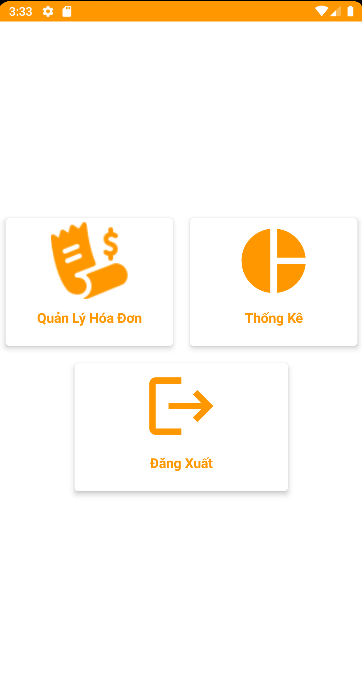 3:33
$
Quản Lý Hóa Đơn
Thống Kê
Đăng Xuất